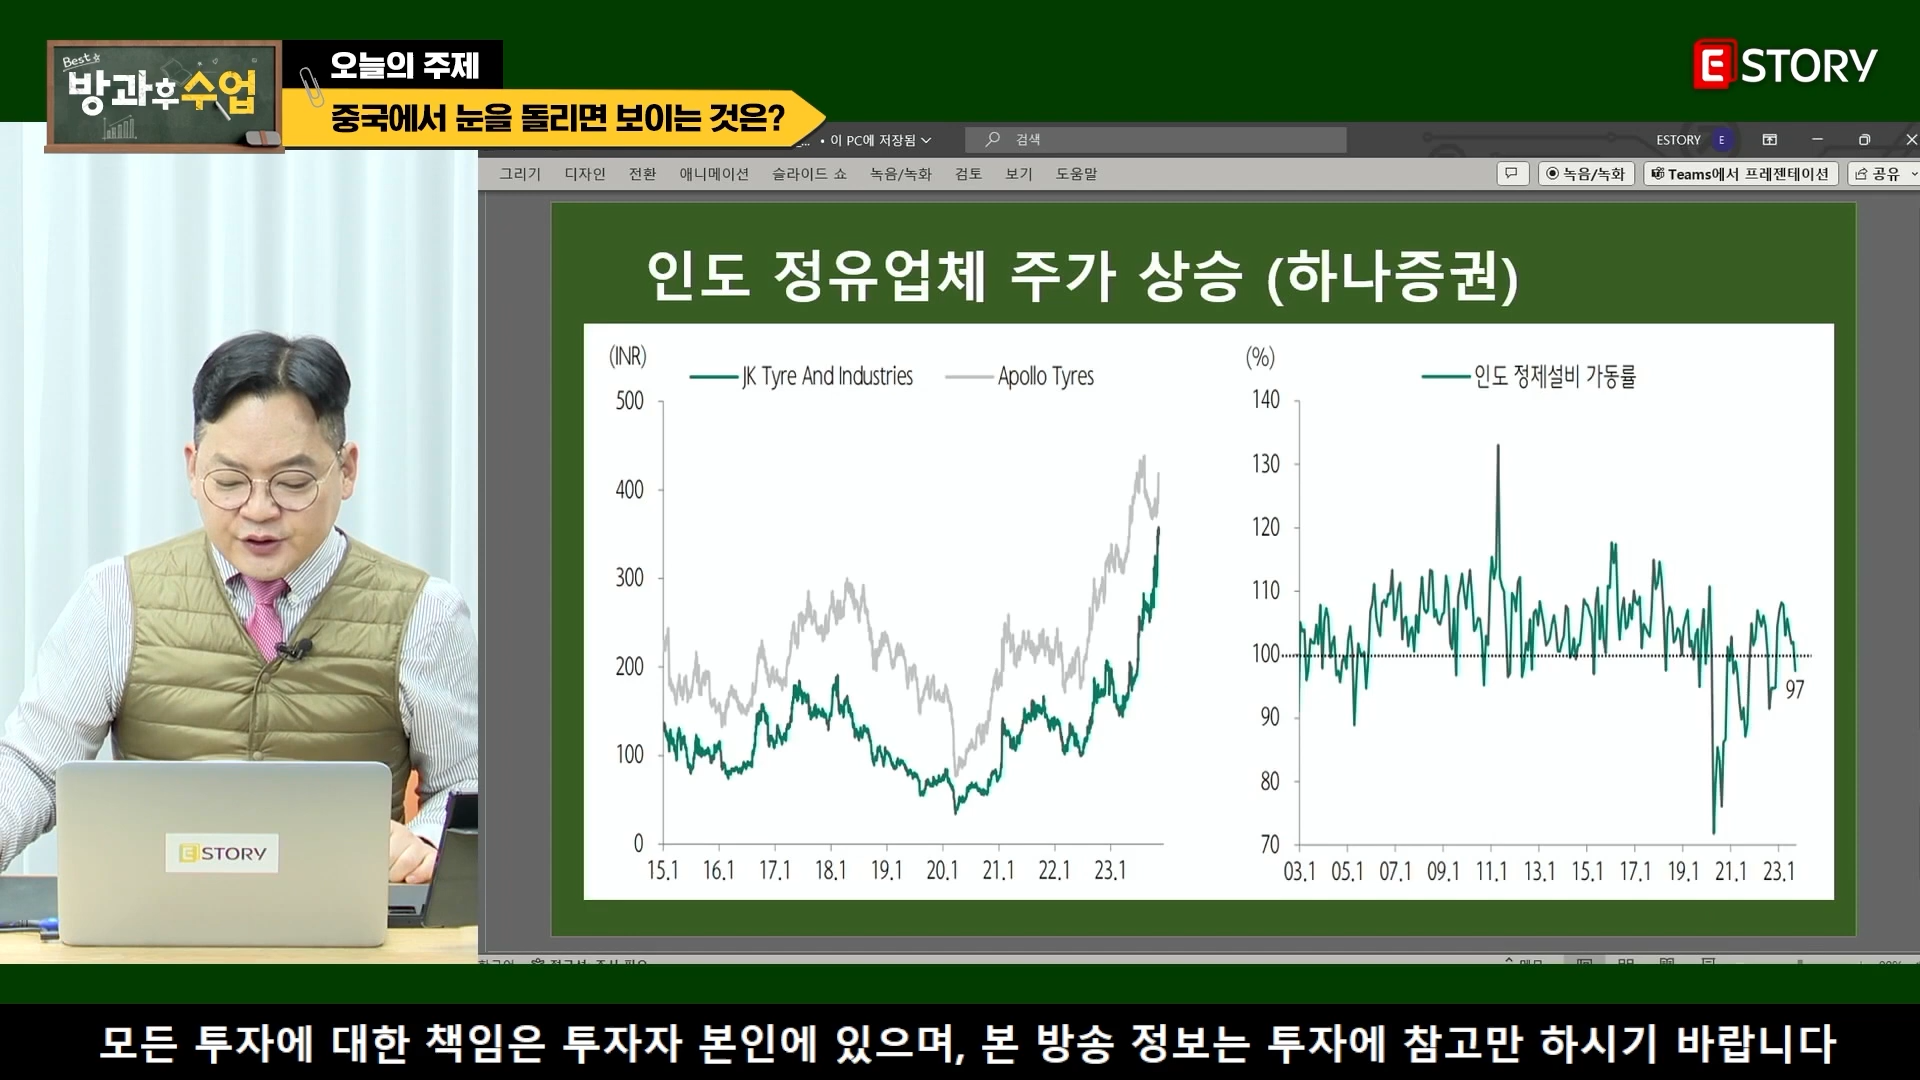 Best
방과후수업
오늘의 주제
중국에서 눈을 돌리면 보이는 것은?
E STORY
• 이 PC에 저장됨
검색
ESTORY
E
그리기 디자인 전환 애니메이션 슬라이드 쇼 녹음/녹화 검토 보기 도움말
녹음/녹화
Teams에서 프레젠테이션
공유
인도 정유업체 주가 상승 (하나증권)
(INR)
JK Tyre And Industries
Apollo Tyres
500
400
300
200
100
0
15.1 16.1 17.1 18.1 19.1 20.1 21.1 22.1 23.1
(%)
인도 정제설비 가동률
140
130
120
110
100
90
80
70
97
03.1 05.1 07.1 09.1 11.1 13.1 15.1 17.1 19.1 21.1 23.1
E STORY
모든 투자에 대한 책임은 투자자 본인에 있으며, 본 방송 정보는 투자에 참고만 하시기 바랍니다